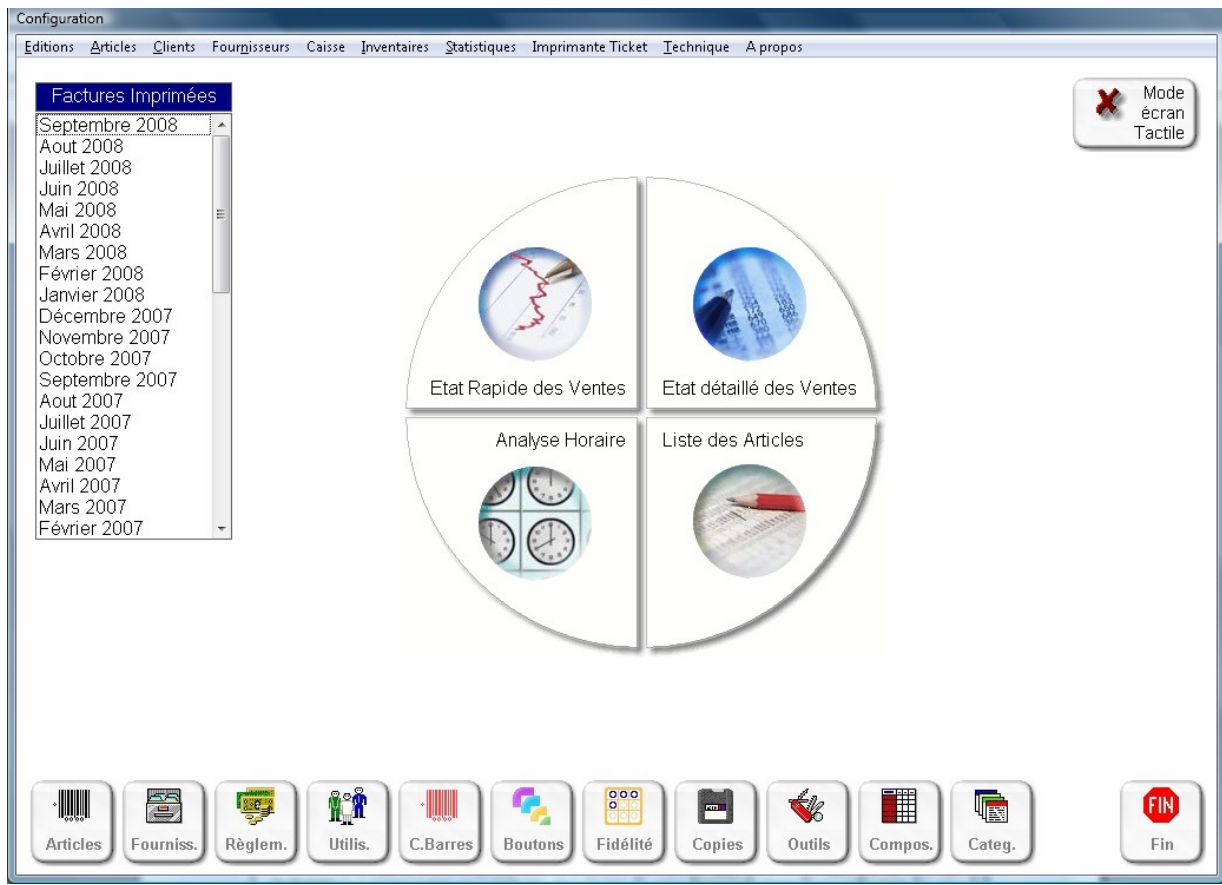 Configuration
Editions Articles Clients Fournisseurs Caisse Inventaires Statistiques Imprimante Ticket Technique A propos
Factures Imprimées
Septembre 2008
Aout 2008
Juillet 2008
Juin 2008
Mai 2008
Avril 2008
Mars 2008
Février 2008
Janvier 2008
Décembre 2007
Novembre 2007
Octobre 2007
Septembre 2007
Aout 2007
Juillet 2007
Juin 2007
Mai 2007
Avril 2007
Mars 2007
Février 2007
Mode
écran
Tactile
Etat Rapide des Ventes
Etat détaillé des Ventes
Analyse Horaire
Liste des Articles
Articles
Fourniss.
Règlem.
Utilis.
C.Barres
Boutons
Fidélité
Copies
Outils
Compos.
Categ.
FIN
Fin